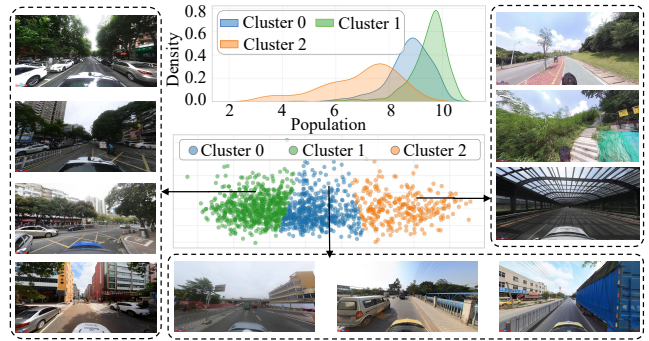 Cluster 0 Cluster 1
Cluster 2
Density
0.8
0.6
0.4
0.2
0.0
2 4 6 8 10
Population
Cluster 0 Cluster 1 Cluster 2